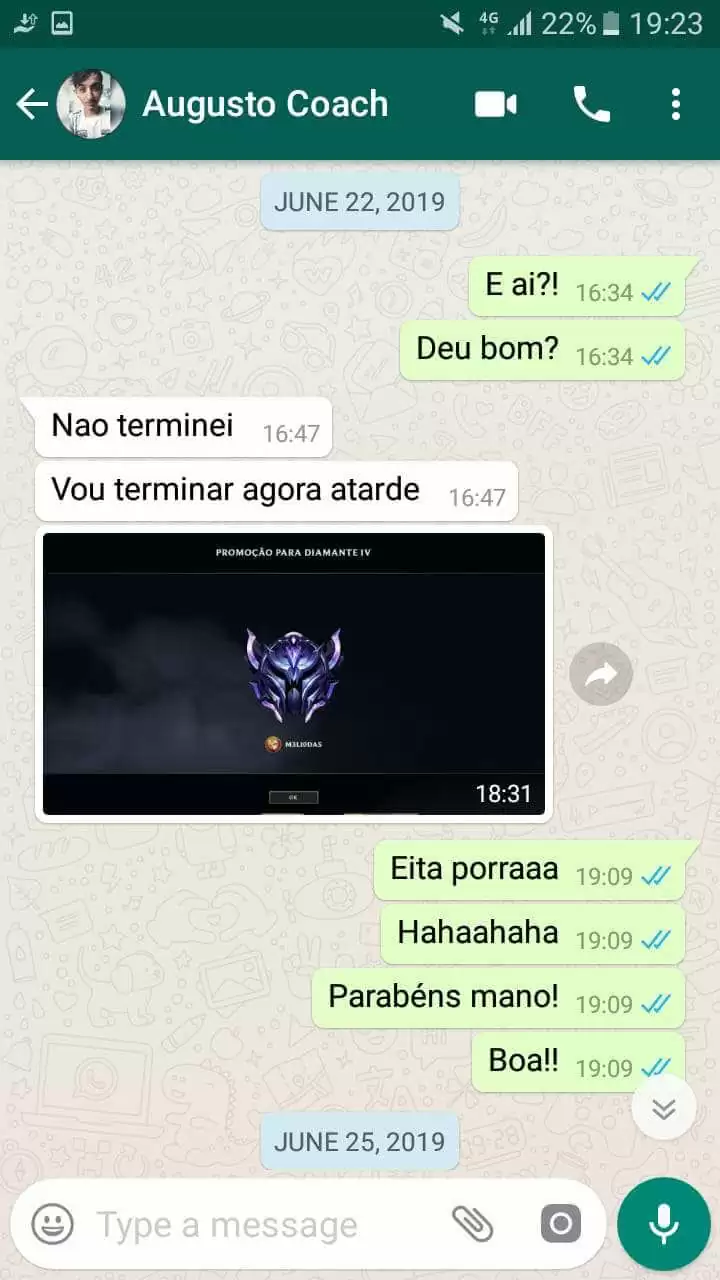 4G 22% 19:23
Augusto Coach
JUNE 22, 2019
E ai?! 16:34
Deu bom? 16:34
Nao terminei 16:47
Vou terminar agora atarde 16:47
PROMOÇÃO PARA DIAMANTE IV
M3LI0DAS
OK
18:31
Eita porraaa 19:09
Hahaahaha 19:09
Parabéns mano! 19:09
Boa!! 19:09
JUNE 25, 2019
Type a message